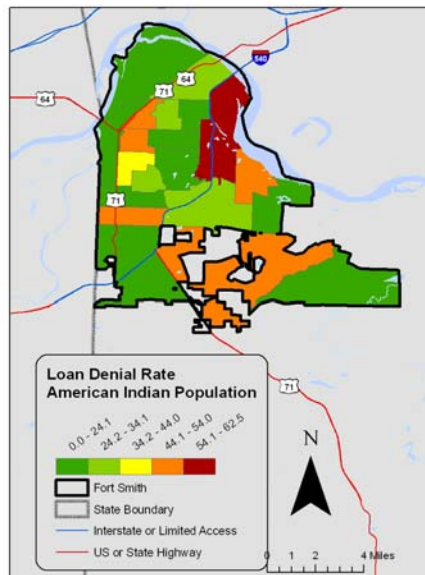 71
64
540
64
71
71
Loan Denial Rate
American Indian Population
0.0 - 24.1
24.2 - 34.1
34.2 - 44.0
44.1 - 54.0
54.1 - 62.5
Fort Smith
State Boundary
Interstate or Limited Access
US or State Highway
N
0 1 2 4 Miles